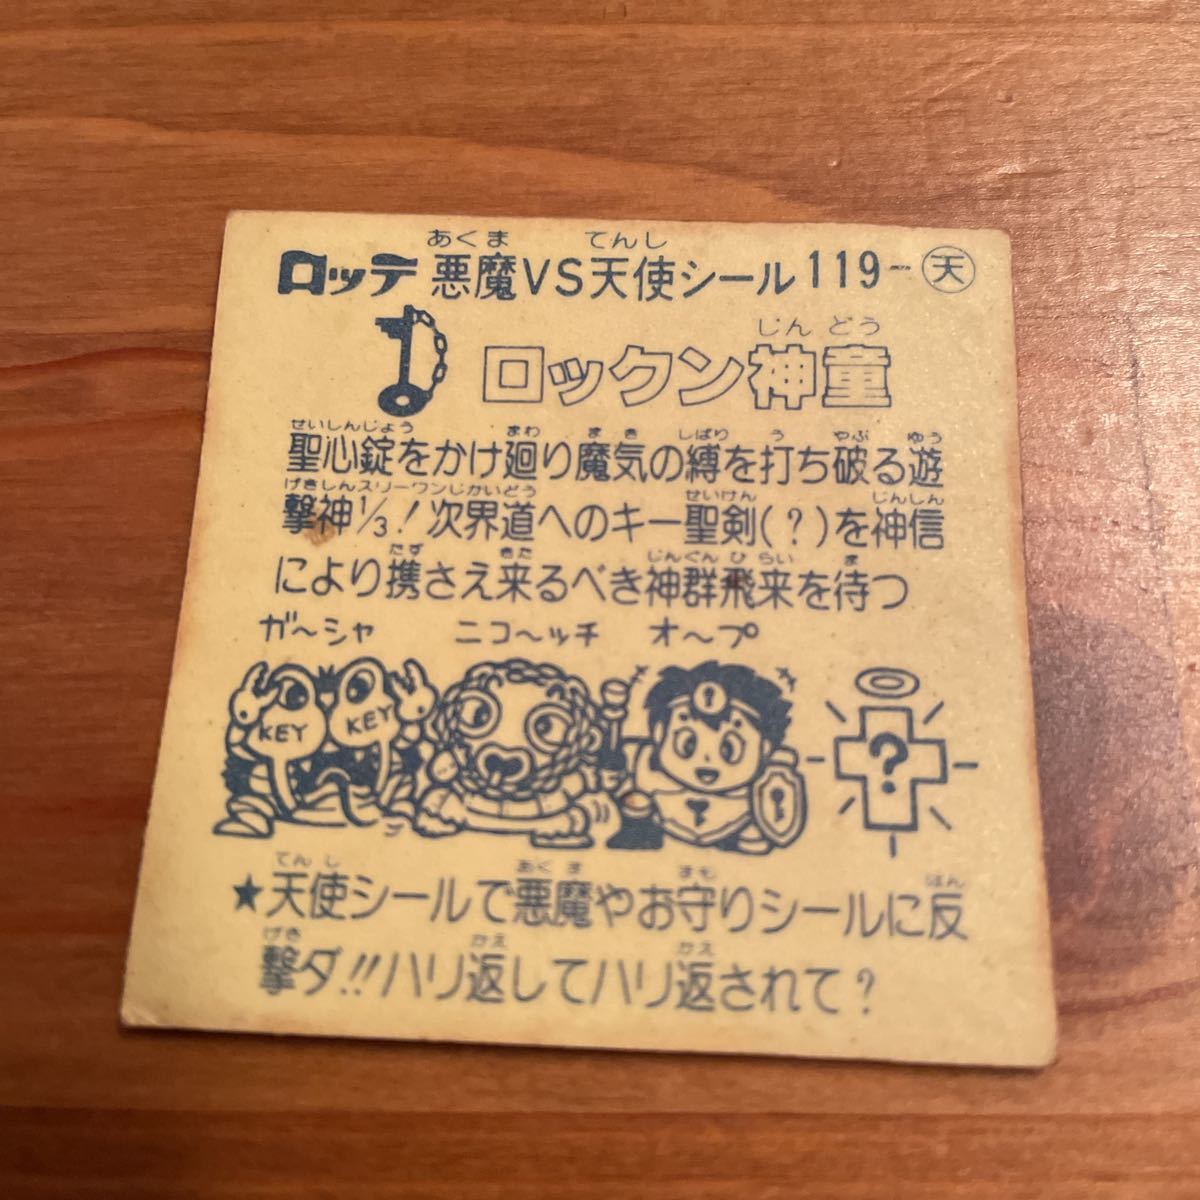 ロッテ 悪魔VS天使シール 119-天
あくま てんし
ロックン神童
じんどう
聖心錠をかけ廻り魔気の縛を打ち破る遊
せいしんじょう まわ まき しばり う やぶ ゆう
撃神1/3!次界道へのキー聖剣(?)を神信
げきしんスリーワンじかいどう せいけん じんしん
により携さえ来るべき神群飛来を待つ
たず きた じんぐん ひらい ま
ガ〜シャ ニコ〜ッチ オ〜プ
KEY KEY ? ?
★天使シールで悪魔やお守りシールに反
てんし あくま まも はん
撃ダ!!ハリ返してハリ返されて?
げき かえ かえ